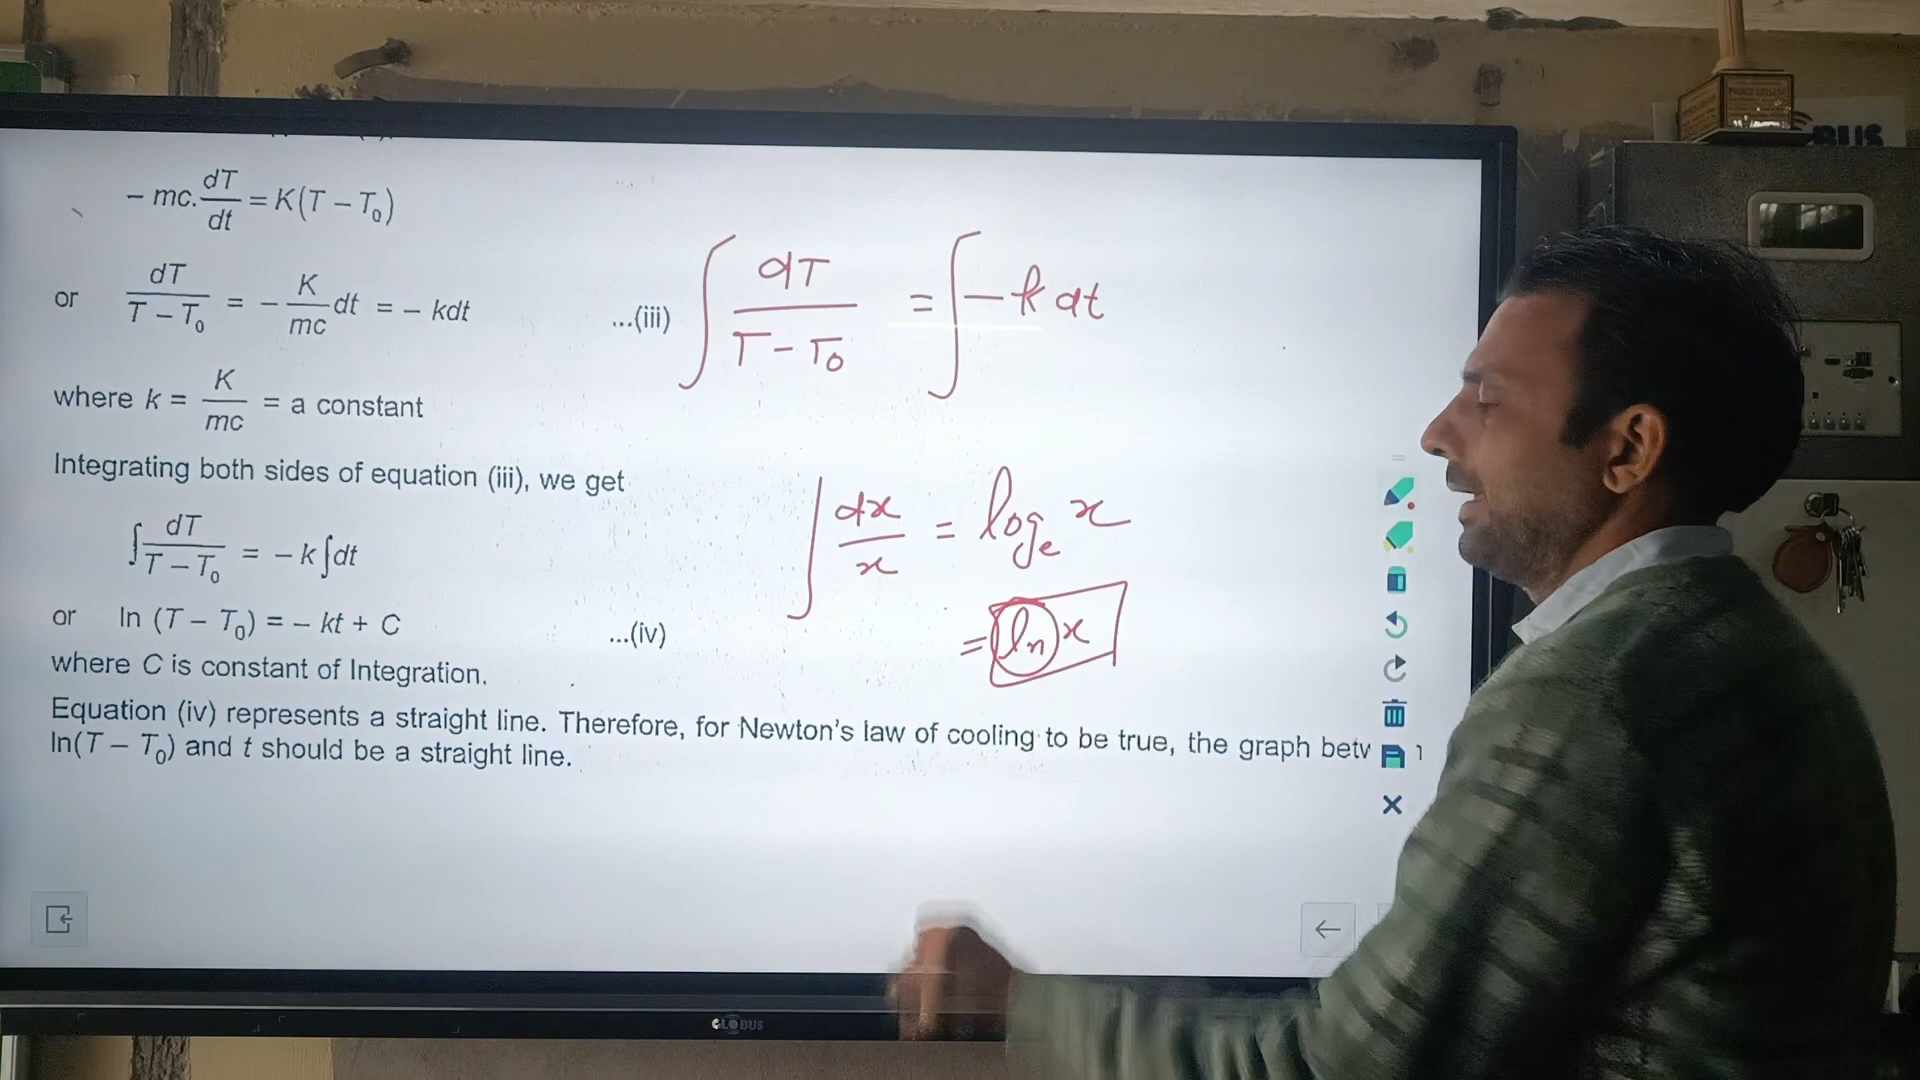 − mc. dT/dt = K(T − T₀)
or dT/(T − T₀) = − K/mc dt = − kdt ...(iii)
∫ dT/(T − T₀) = ∫ −k dt
where k = K/mc = a constant
Integrating both sides of equation (iii), we get
∫ dT/(T − T₀) = − k ∫dt
∫ dx/x = logₑ x
= ln x
or ln (T − T₀) = − kt + C ...(iv)
where C is constant of Integration.
Equation (iv) represents a straight line. Therefore, for Newton's law of cooling to be true, the graph betv
ln(T − T₀) and t should be a straight line.
GLOBUS
BUS